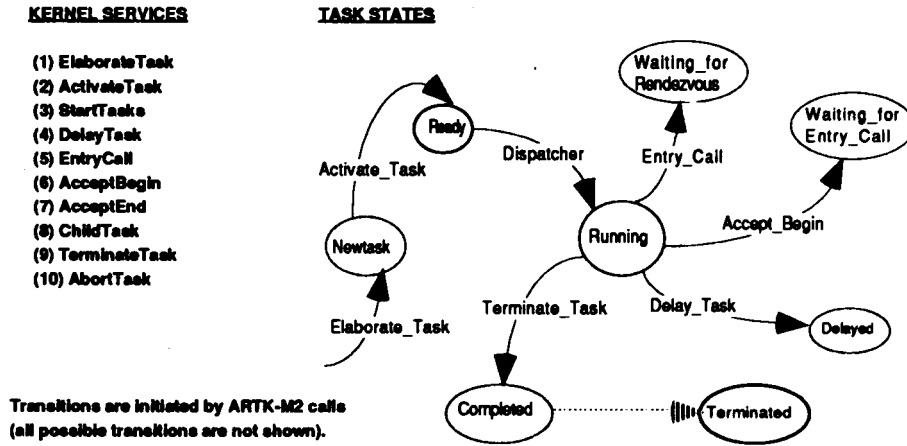 KERNEL SERVICES
TASK STATES
(1) ElaborateTask
(2) ActivateTask
(3) StartTasks
(4) DelayTask
(5) EntryCall
(6) AcceptBegin
(7) AcceptEnd
(8) ChildTask
(9) TerminateTask
(10) AbortTask
Waiting_for
Rendezvous
Waiting_for
Entry_Call
Ready
Dispatcher
Entry_Call
Activate_Task
Accept_Begin
Running
Newtask
Terminate_Task
Delay_Task
Elaborate_Task
Delayed
Completed
Terminated
Transitions are initiated by ARTK-M2 calls
(all possible transitions are not shown).